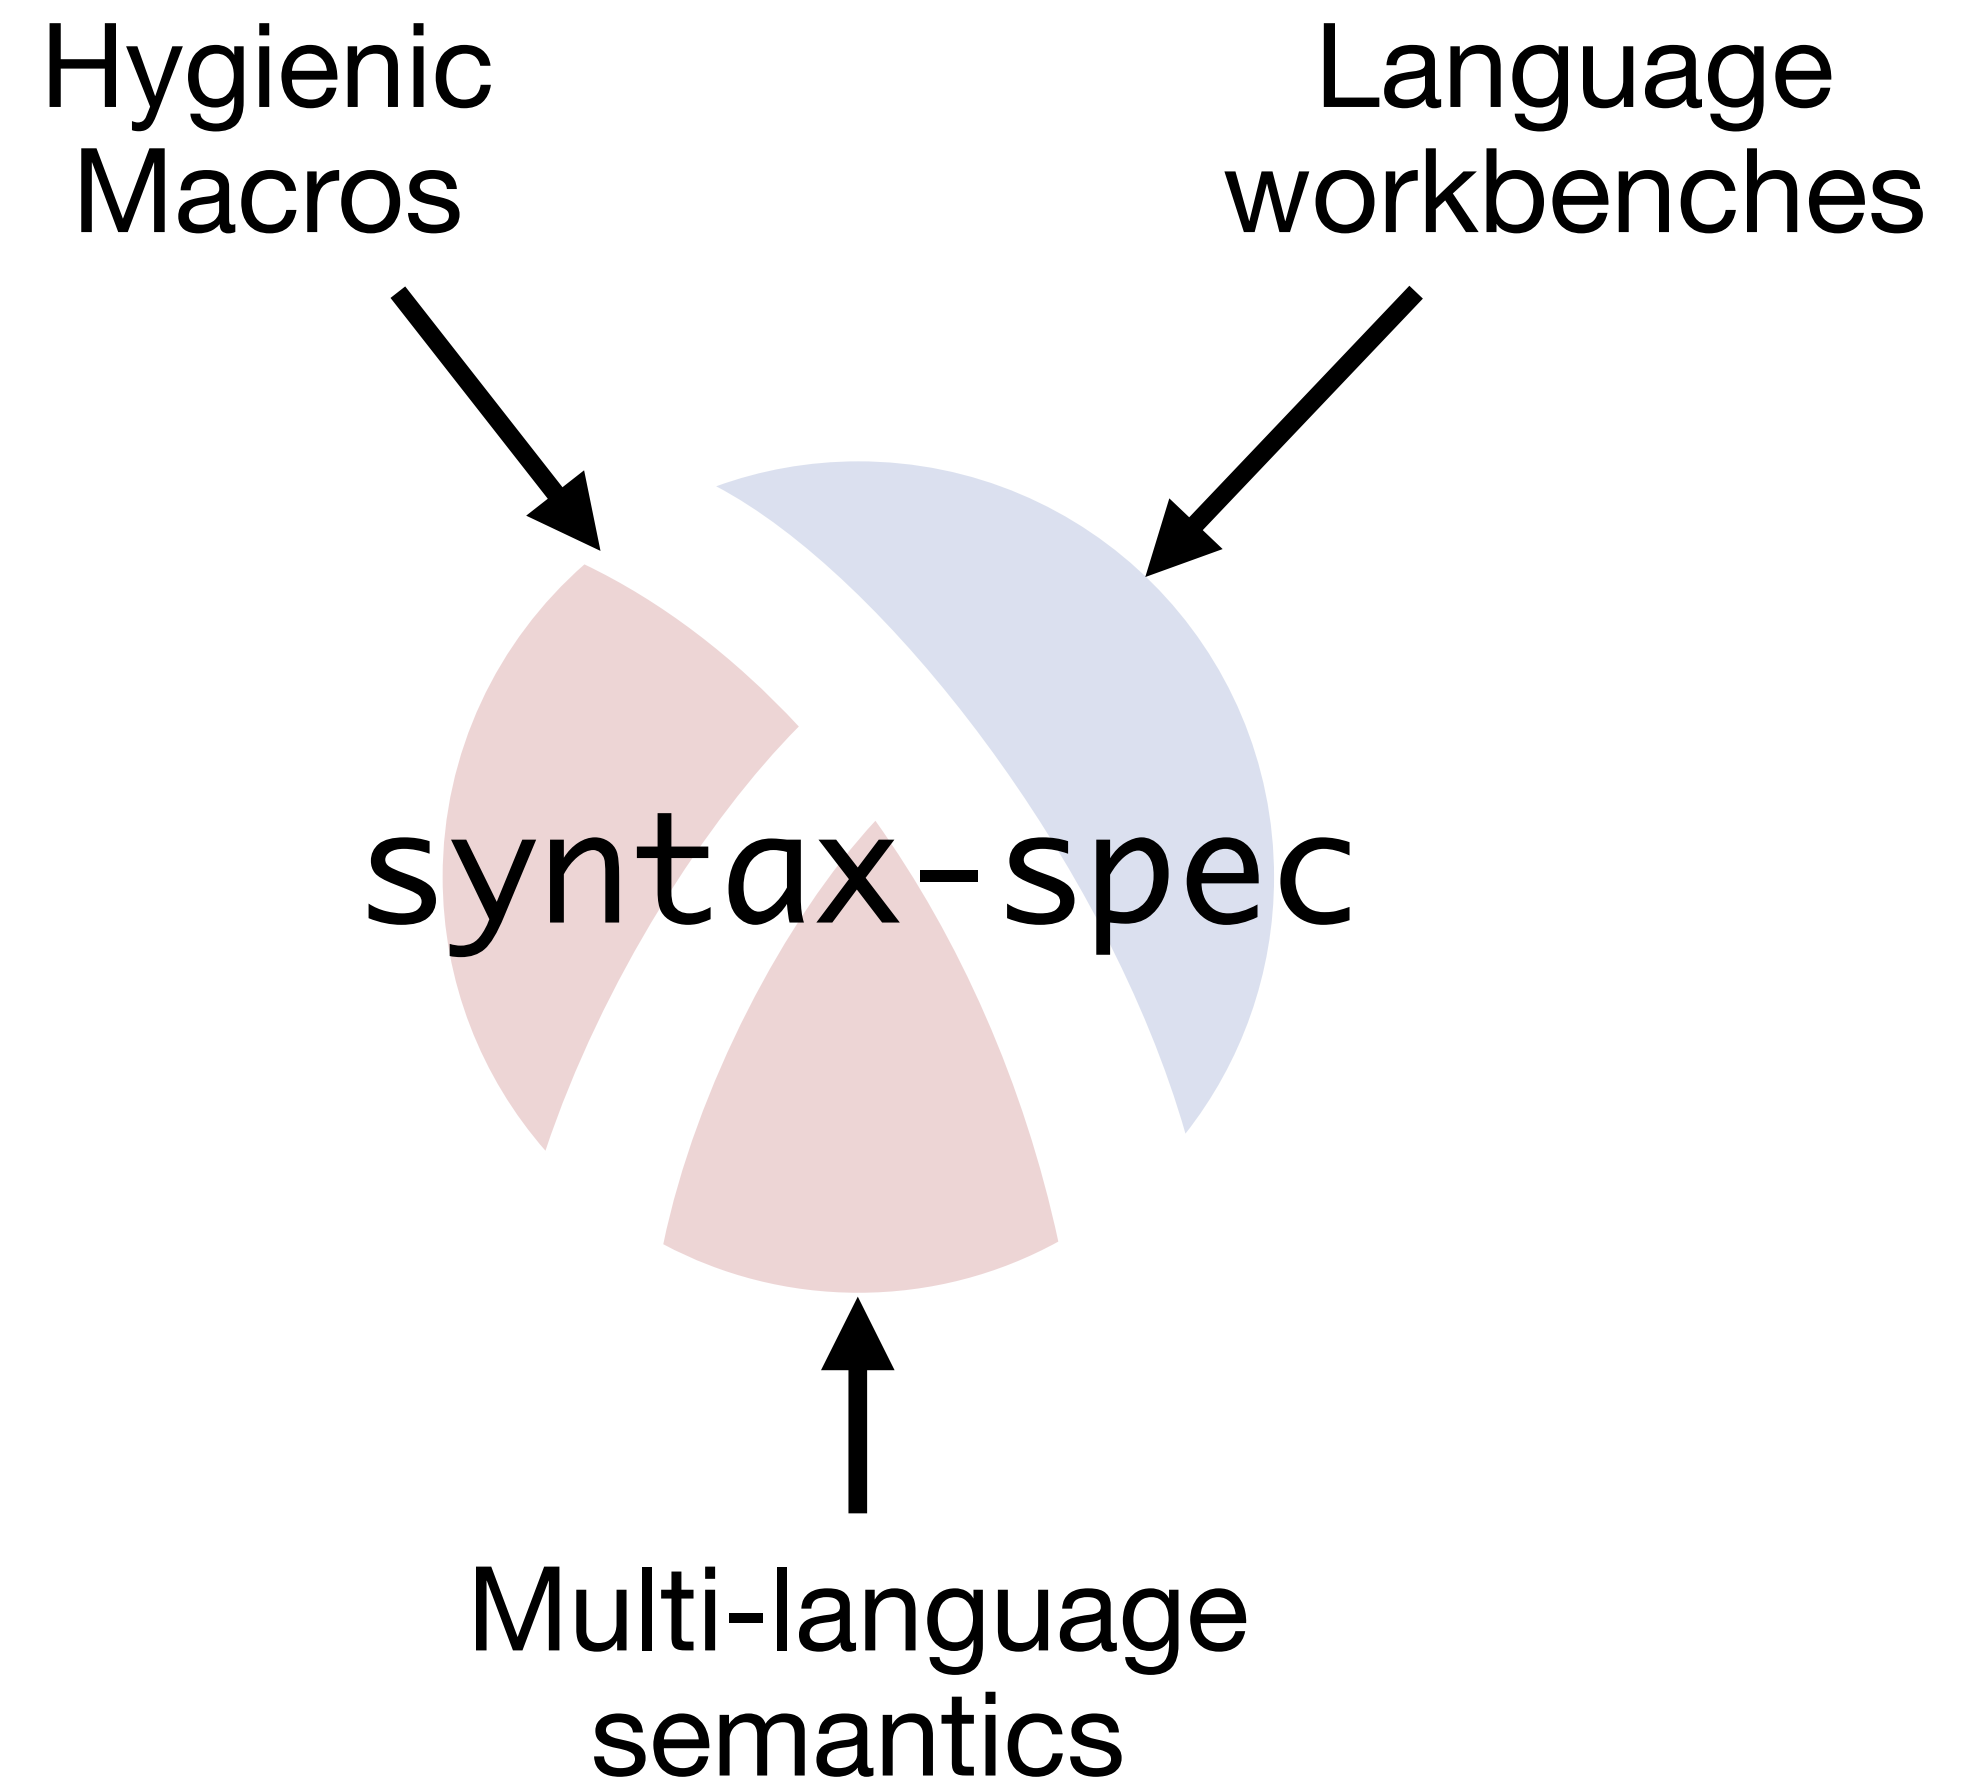 Hygienic
Macros
Language
workbenches
syntax-spec
Multi-language
semantics